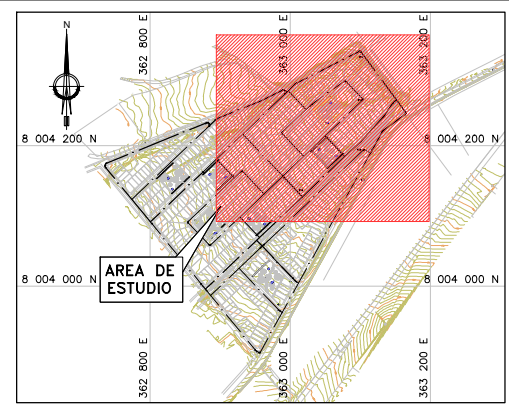 N
362 800 E
363 000 E
363 200 E
8 004 200 N
8 004 200 N
AREA DE
ESTUDIO
8 004 000 N
8 004 000 N
362 800 E
363 000 E
363 200 E